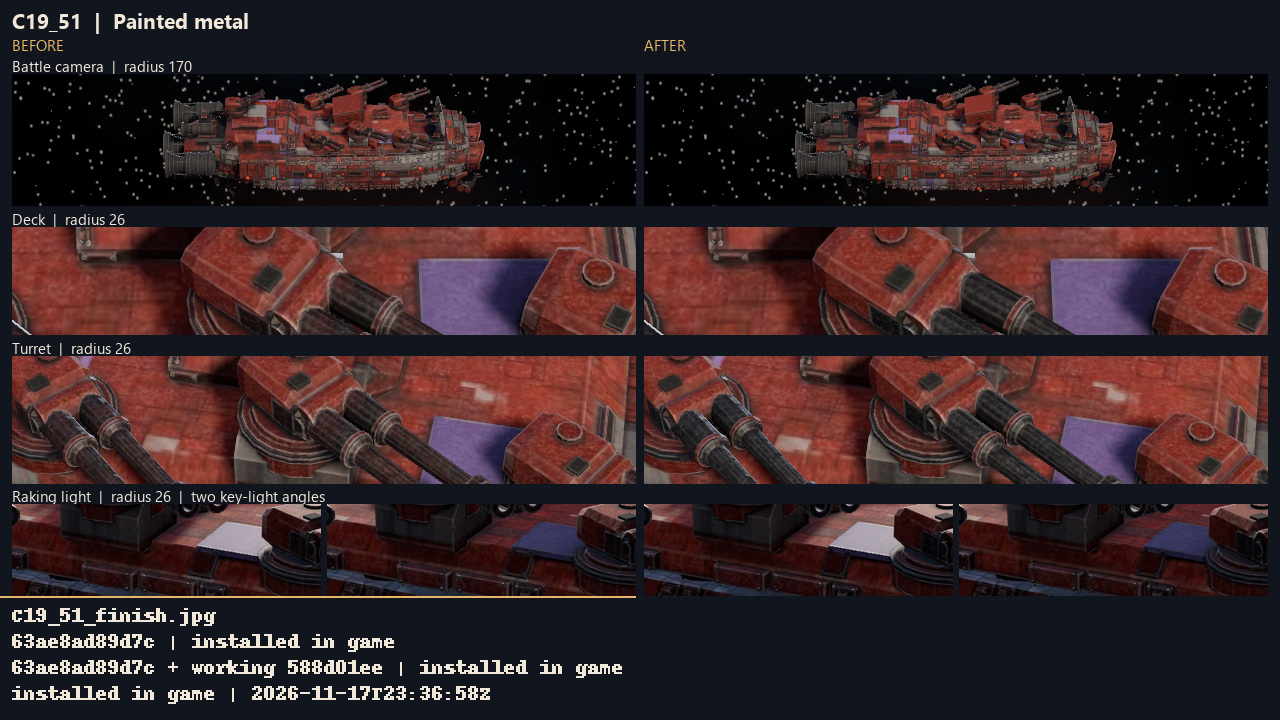 C19_51 | Painted metal
BEFORE
AFTER
Battle camera | radius 170
Deck | radius 26
Turret | radius 26
Raking light | radius 26 | two key-light angles
C19_51_finish.jpg
63ae8ad89d7c | installed in game
63ae8ad89d7c + working 588d01ee | installed in game
installed in game | 2026-11-17T23:36:58Z